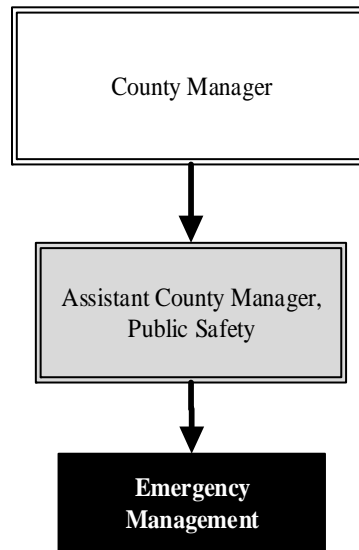 County Manager
Assistant County Manager,
Public Safety
Emergency
Management